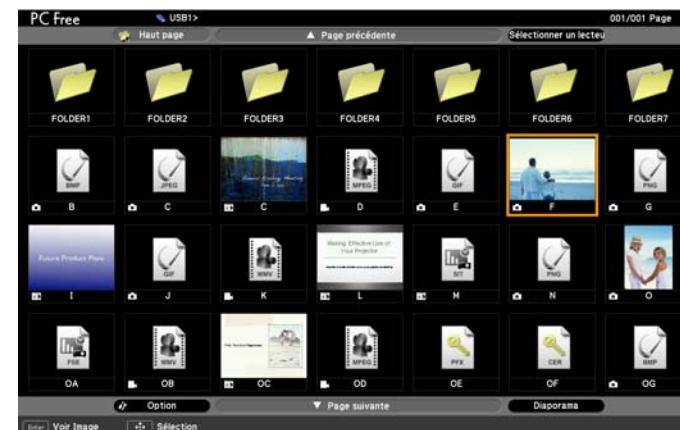 PC Free USB1> 001/001 Page
Haut page ▲ Page précédente Sélectionner un lecteu
FOLDER1 FOLDER2 FOLDER3 FOLDER4 FOLDER5 FOLDER6 FOLDER7
BMP JPEG MPEG GIF PNG
B C C D E F G
Future Product Plans GIF WMV Making Effective Use of PNG
Your Projector
SIT
I J K L M N O
FSE WMV MPEG PFX CER BMP
OA OB OC OD OE OF OG
Option ▼ Page suivante Diaporama
Enter Voir Image Sélection